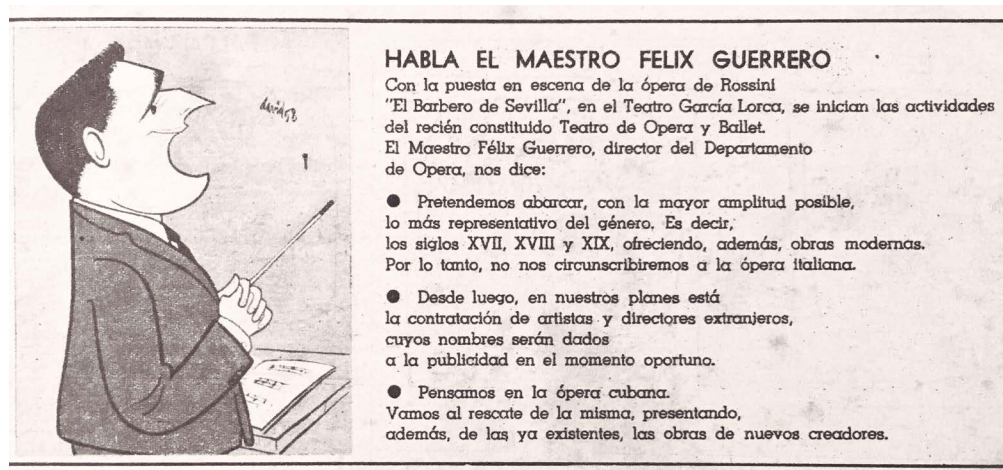 HABLA EL MAESTRO FELIX GUERRERO
Con la puesta en escena de la ópera de Rossini
"El Barbero de Sevilla", en el Teatro García Lorca, se inician las actividades
del recién constituido Teatro de Opera y Ballet.
El Maestro Félix Guerrero, director del Departamento
de Opera, nos dice:
● Pretendemos abarcar, con la mayor amplitud posible,
lo más representativo del género. Es decir,
los siglos XVII, XVIII y XIX, ofreciendo, además, obras modernas.
Por lo tanto, no nos circunscribiremos a la ópera italiana.
● Desde luego, en nuestros planes está
la contratación de artistas y directores extranjeros,
cuyos nombres serán dados
a la publicidad en el momento oportuno.
● Pensamos en la ópera cubana.
Vamos al rescate de la misma, presentando,
además, de las ya existentes, las obras de nuevos creadores.